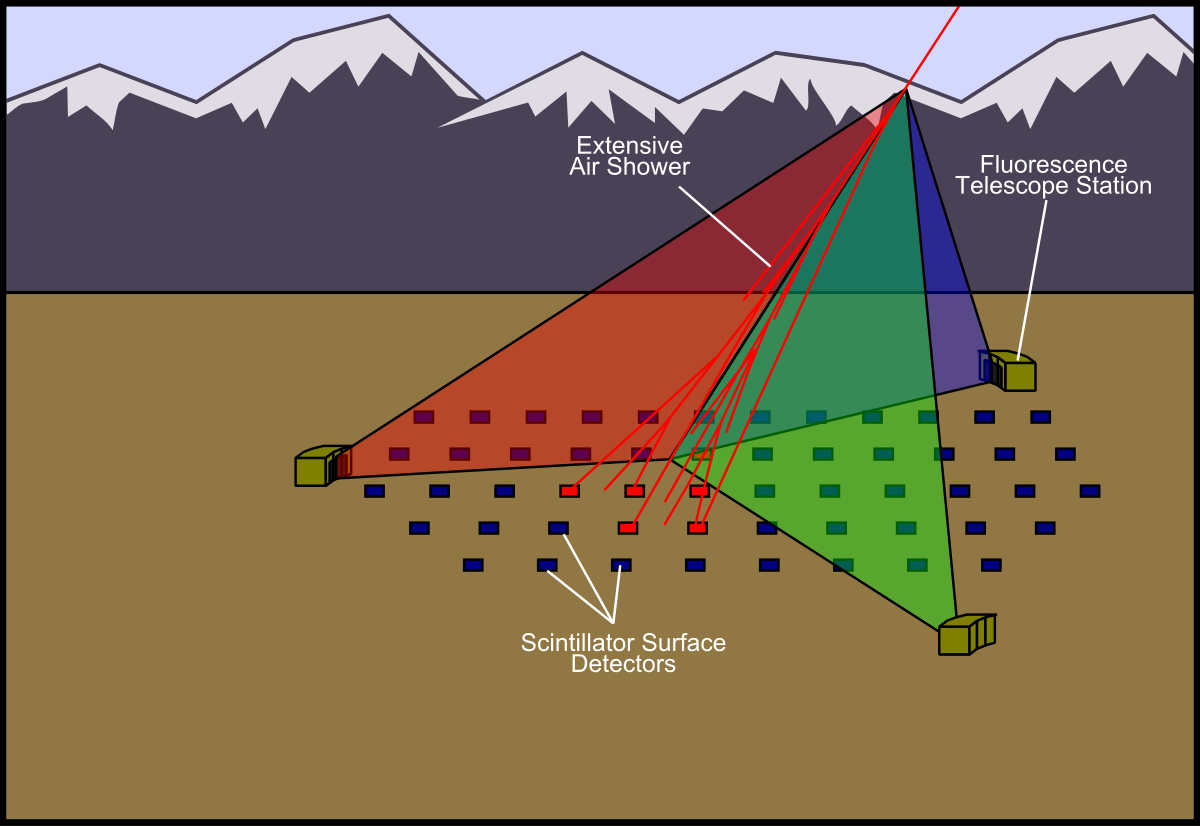 Extensive
Air Shower
Fluorescence
Telescope Station
Scintillator Surface
Detectors